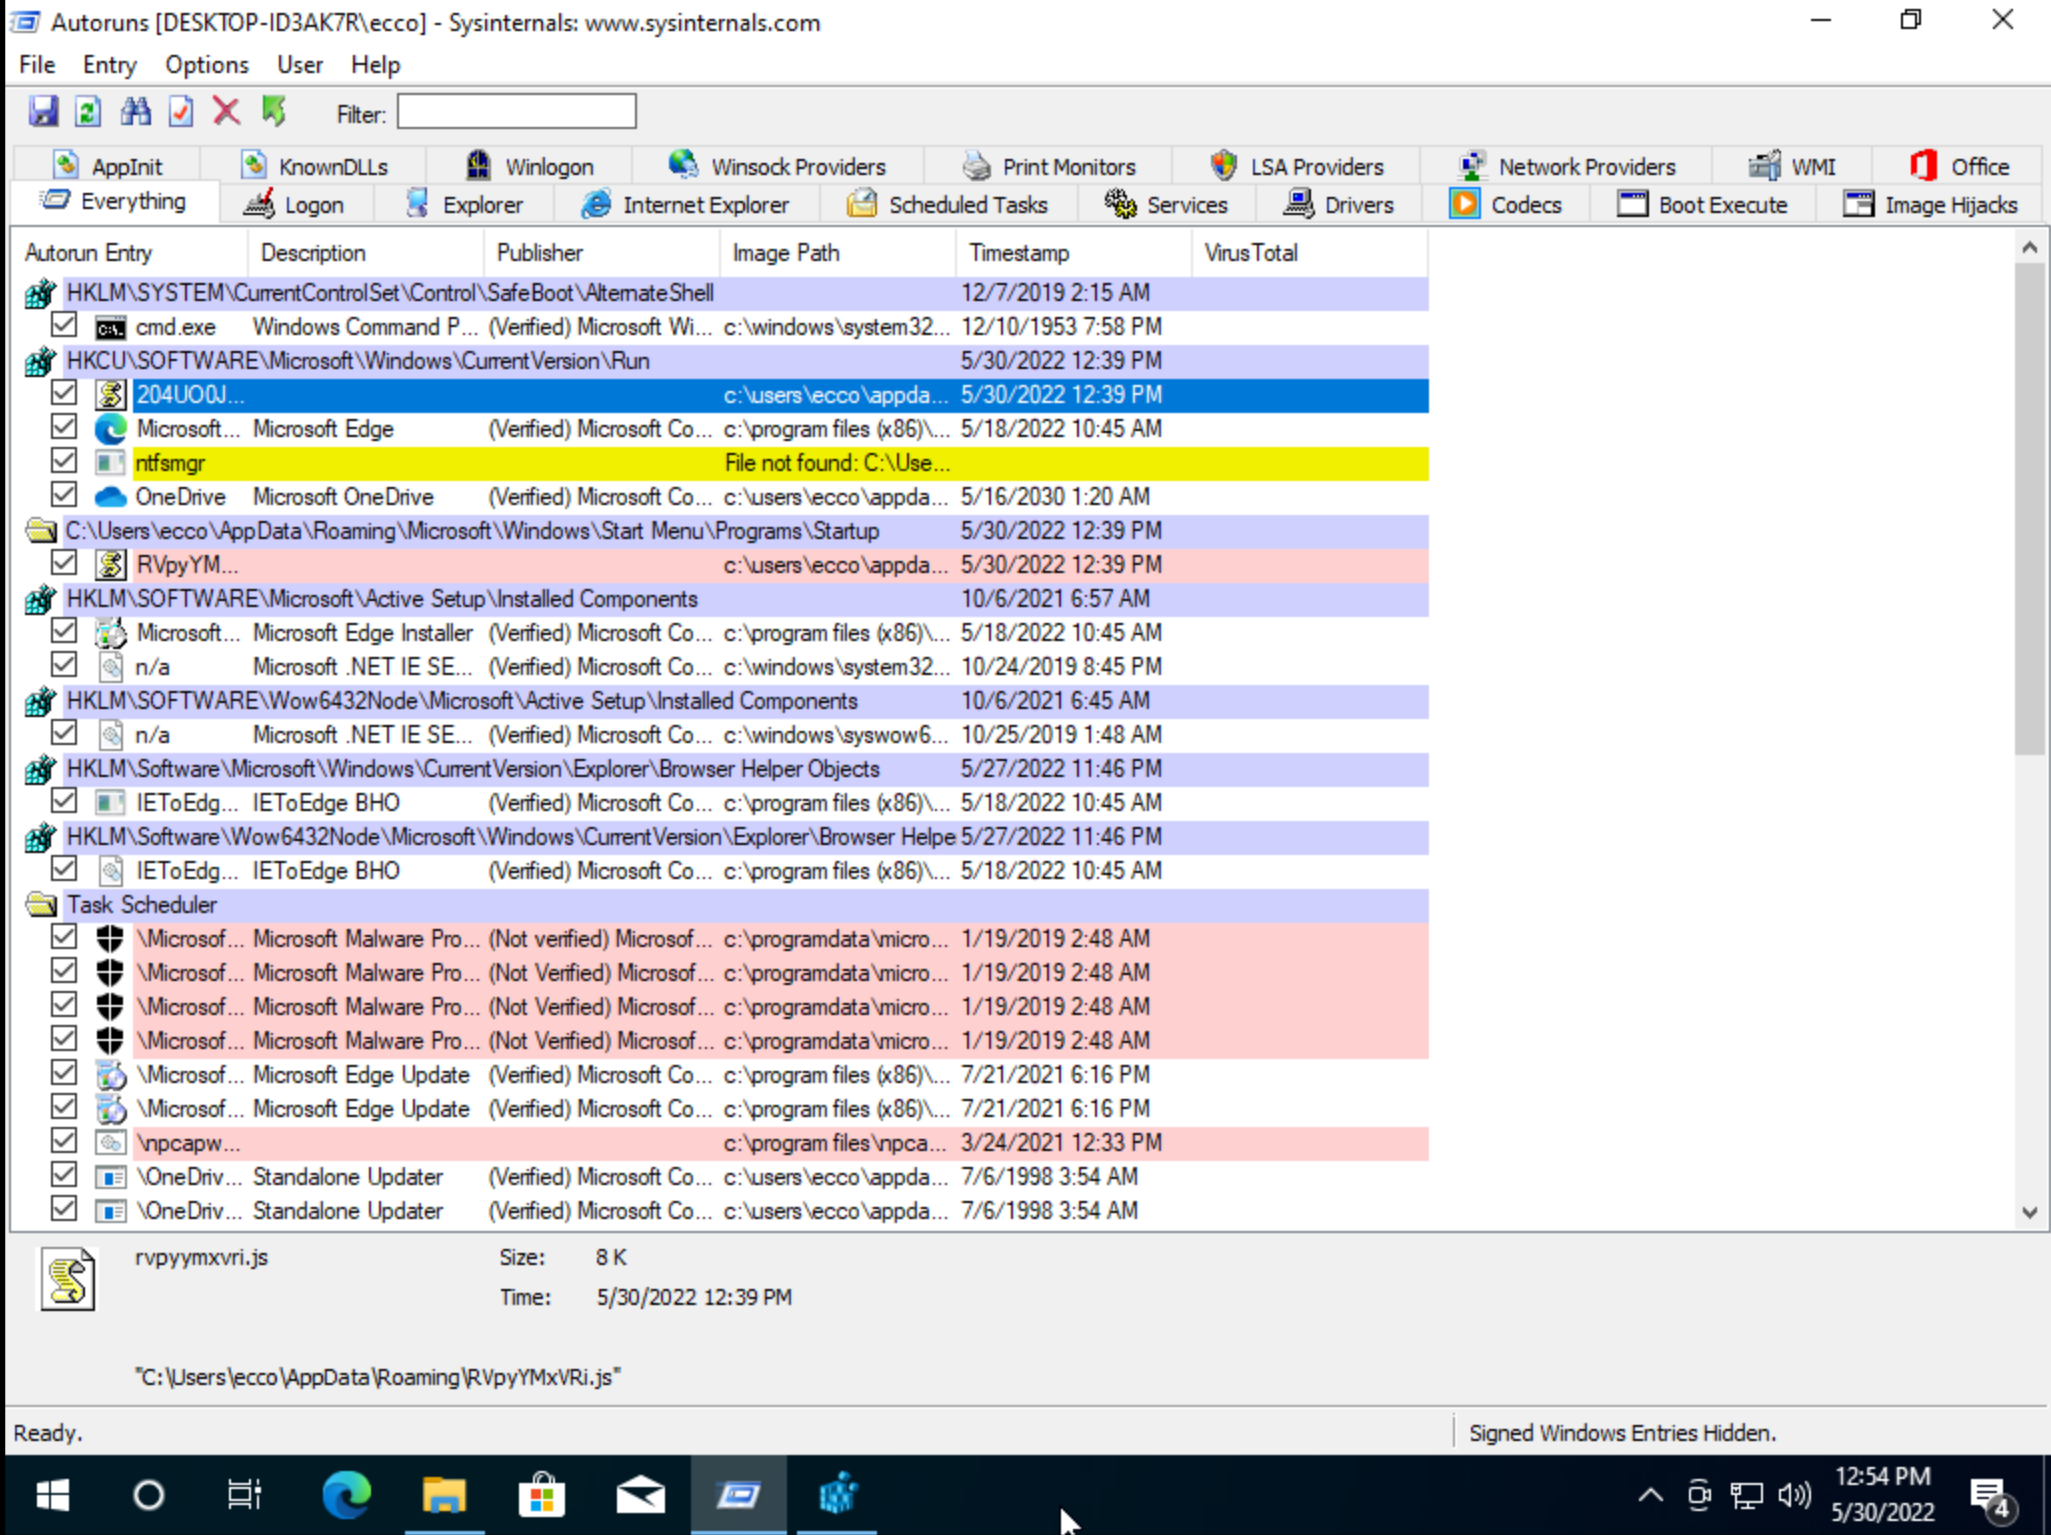 Autoruns [DESKTOP-ID3AK7R\ecco] - Sysinternals: www.sysinternals.com
File Entry Options User Help
Filter:
AppInit KnownDLLs Winlogon Winsock Providers Print Monitors LSA Providers Network Providers WMI Office
Everything Logon Explorer Internet Explorer Scheduled Tasks Services Drivers Codecs Boot Execute Image Hijacks
Autorun Entry Description Publisher Image Path Timestamp VirusTotal
HKLM\SYSTEM\CurrentControlSet\Control\SafeBoot\AlternateShell 12/7/2019 2:15 AM
cmd.exe Windows Command P... (Verified) Microsoft Wi... c:\windows\system32... 12/10/1953 7:58 PM
HKCU\SOFTWARE\Microsoft\Windows\CurrentVersion\Run 5/30/2022 12:39 PM
204UO0J... c:\users\ecco\appda... 5/30/2022 12:39 PM
Microsoft... Microsoft Edge (Verified) Microsoft Co... c:\program files (x86)\... 5/18/2022 10:45 AM
ntfsmgr File not found: C:\Use...
OneDrive Microsoft OneDrive (Verified) Microsoft Co... c:\users\ecco\appda... 5/16/2030 1:20 AM
C:\Users\ecco\AppData\Roaming\Microsoft\Windows\Start Menu\Programs\Startup 5/30/2022 12:39 PM
RVpyYM... c:\users\ecco\appda... 5/30/2022 12:39 PM
HKLM\SOFTWARE\Microsoft\Active Setup\Installed Components 10/6/2021 6:57 AM
Microsoft... Microsoft Edge Installer (Verified) Microsoft Co... c:\program files (x86)\... 5/18/2022 10:45 AM
n/a Microsoft .NET IE SE... (Verified) Microsoft Co... c:\windows\system32... 10/24/2019 8:45 PM
HKLM\SOFTWARE\Wow6432Node\Microsoft\Active Setup\Installed Components 10/6/2021 6:45 AM
n/a Microsoft .NET IE SE... (Verified) Microsoft Co... c:\windows\syswow6... 10/25/2019 1:48 AM
HKLM\Software\Microsoft\Windows\CurrentVersion\Explorer\Browser Helper Objects 5/27/2022 11:46 PM
IEToEdg... IEToEdge BHO (Verified) Microsoft Co... c:\program files (x86)\... 5/18/2022 10:45 AM
HKLM\Software\Wow6432Node\Microsoft\Windows\CurrentVersion\Explorer\Browser Helpe 5/27/2022 11:46 PM
IEToEdg... IEToEdge BHO (Verified) Microsoft Co... c:\program files (x86)\... 5/18/2022 10:45 AM
Task Scheduler
\Microsof... Microsoft Malware Pro... (Not verified) Microsof... c:\programdata\micro... 1/19/2019 2:48 AM
\Microsof... Microsoft Malware Pro... (Not Verified) Microsof... c:\programdata\micro... 1/19/2019 2:48 AM
\Microsof... Microsoft Malware Pro... (Not Verified) Microsof... c:\programdata\micro... 1/19/2019 2:48 AM
\Microsof... Microsoft Malware Pro... (Not Verified) Microsof... c:\programdata\micro... 1/19/2019 2:48 AM
\Microsof... Microsoft Edge Update (Verified) Microsoft Co... c:\program files (x86)\... 7/21/2021 6:16 PM
\Microsof... Microsoft Edge Update (Verified) Microsoft Co... c:\program files (x86)\... 7/21/2021 6:16 PM
\npcapw... c:\program files\npca... 3/24/2021 12:33 PM
\OneDriv... Standalone Updater (Verified) Microsoft Co... c:\users\ecco\appda... 7/6/1998 3:54 AM
\OneDriv... Standalone Updater (Verified) Microsoft Co... c:\users\ecco\appda... 7/6/1998 3:54 AM
rvpyymxvri.js Size: 8 K
Time: 5/30/2022 12:39 PM
"C:\Users\ecco\AppData\Roaming\RVpyYMxVRi.js"
Ready. Signed Windows Entries Hidden.
12:54 PM
5/30/2022
4